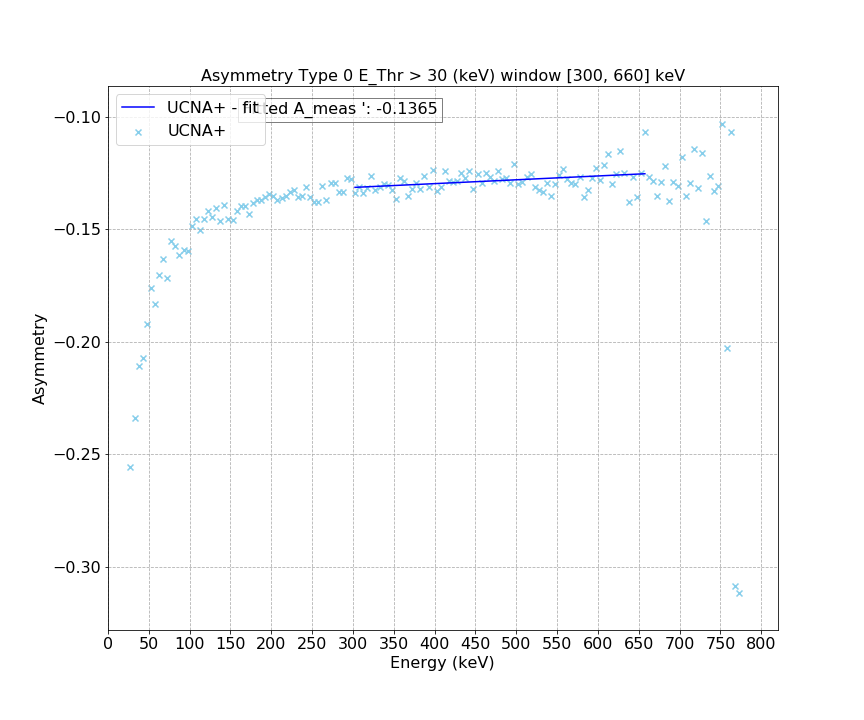 Asymmetry Type 0 E_Thr > 30 (keV) window [300, 660] keV
UCNA+ - fitted A_meas ': -0.1365
UCNA+
−0.10
−0.15
−0.20
−0.25
−0.30
Asymmetry
0 50 100 150 200 250 300 350 400 450 500 550 600 650 700 750 800
Energy (keV)